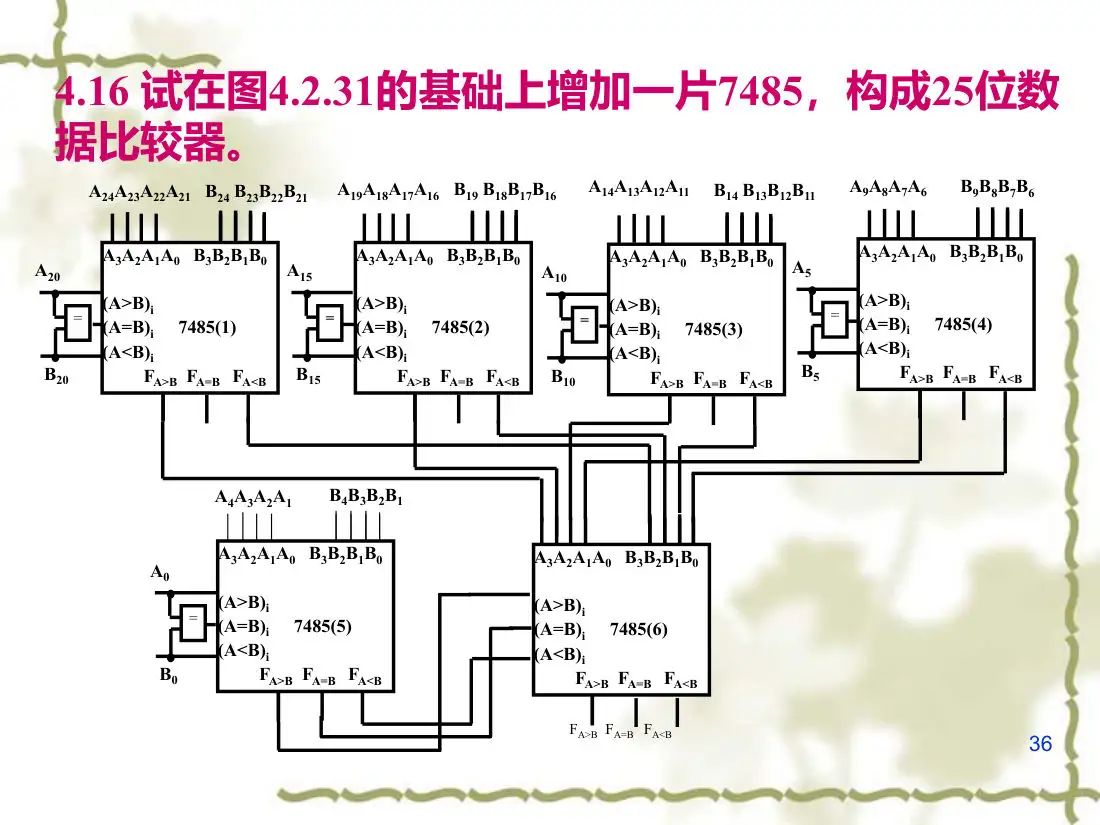 4.16 试在图4.2.31的基础上增加一片7485，构成25位数
据比较器。
A24A23A22A21 B24 B23B22B21 A19A18A17A16 B19 B18B17B16 A14A13A12A11 B14 B13B12B11 A9A8A7A6 B9B8B7B6
A3A2A1A0 B3B2B1B0 A3A2A1A0 B3B2B1B0 A3A2A1A0 B3B2B1B0 A3A2A1A0 B3B2B1B0
A20 A15 A10 A5
(A>B)i (A>B)i (A>B)i (A>B)i
= (A=B)i 7485(1) = (A=B)i 7485(2) = (A=B)i 7485(3) = (A=B)i 7485(4)
(A<B)i (A<B)i (A<B)i (A<B)i
B20 FA>B FA=B FA<B B15 FA>B FA=B FA<B B10 FA>B FA=B FA<B B5 FA>B FA=B FA<B
A4A3A2A1 B4B3B2B1
A3A2A1A0 B3B2B1B0 A3A2A1A0 B3B2B1B0
A0
(A>B)i (A>B)i
= (A=B)i 7485(5) (A=B)i 7485(6)
(A<B)i (A<B)i
B0 FA>B FA=B FA<B FA>B FA=B FA<B
FA>B FA=B FA<B
36